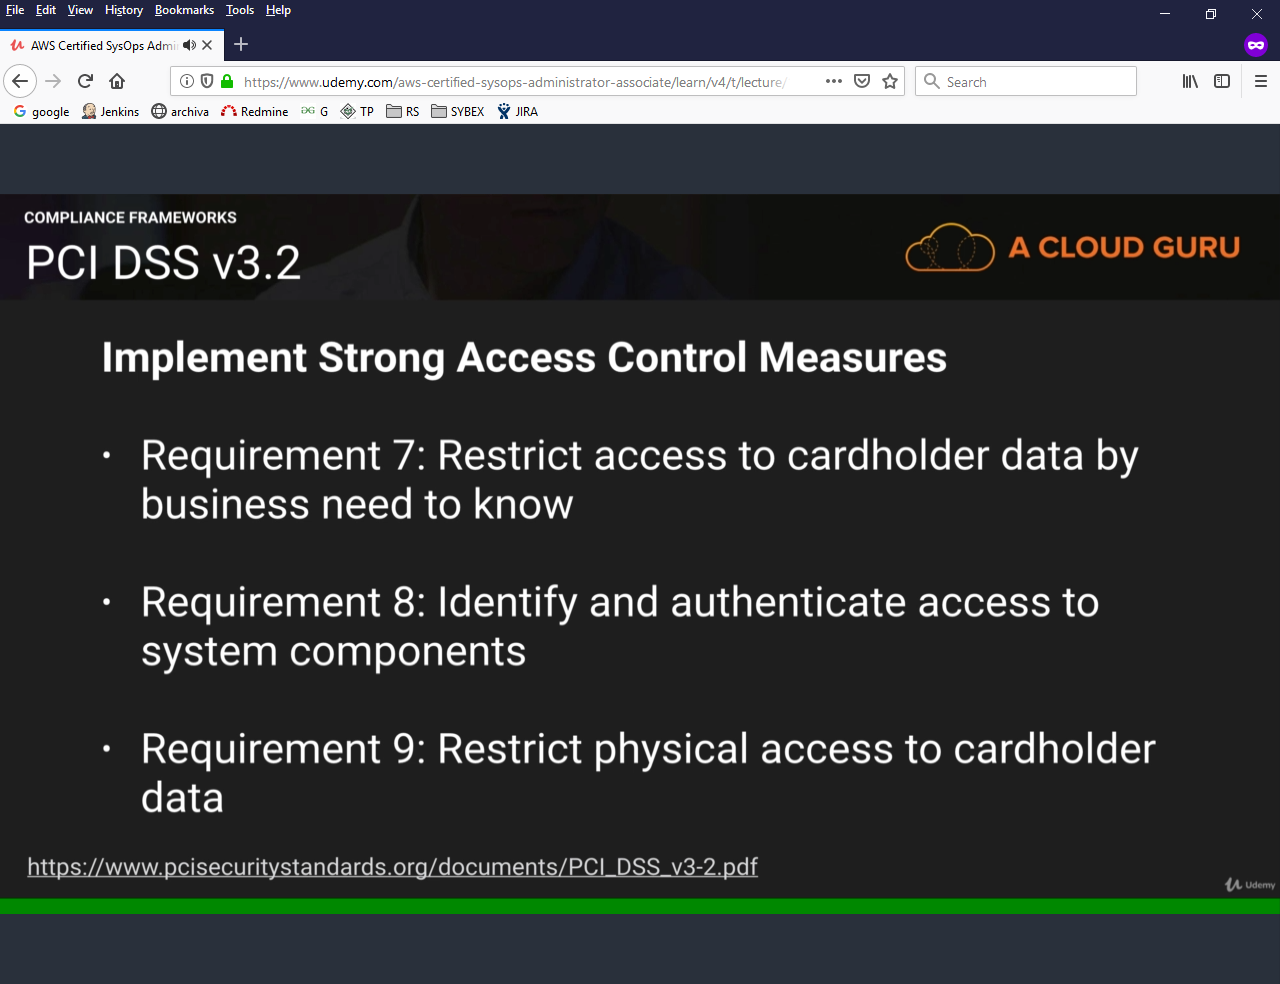 File Edit View History Bookmarks Tools Help
AWS Certified SysOps Admi
https://www.udemy.com/aws-certified-sysops-administrator-associate/learn/v4/t/lecture/
Search
google Jenkins archiva Redmine G TP RS SYBEX JIRA
COMPLIANCE FRAMEWORKS
PCI DSS v3.2
A CLOUD GURU
Implement Strong Access Control Measures
• Requirement 7: Restrict access to cardholder data by
business need to know
• Requirement 8: Identify and authenticate access to
system components
• Requirement 9: Restrict physical access to cardholder
data
https://www.pcisecuritystandards.org/documents/PCI_DSS_v3-2.pdf
Udemy